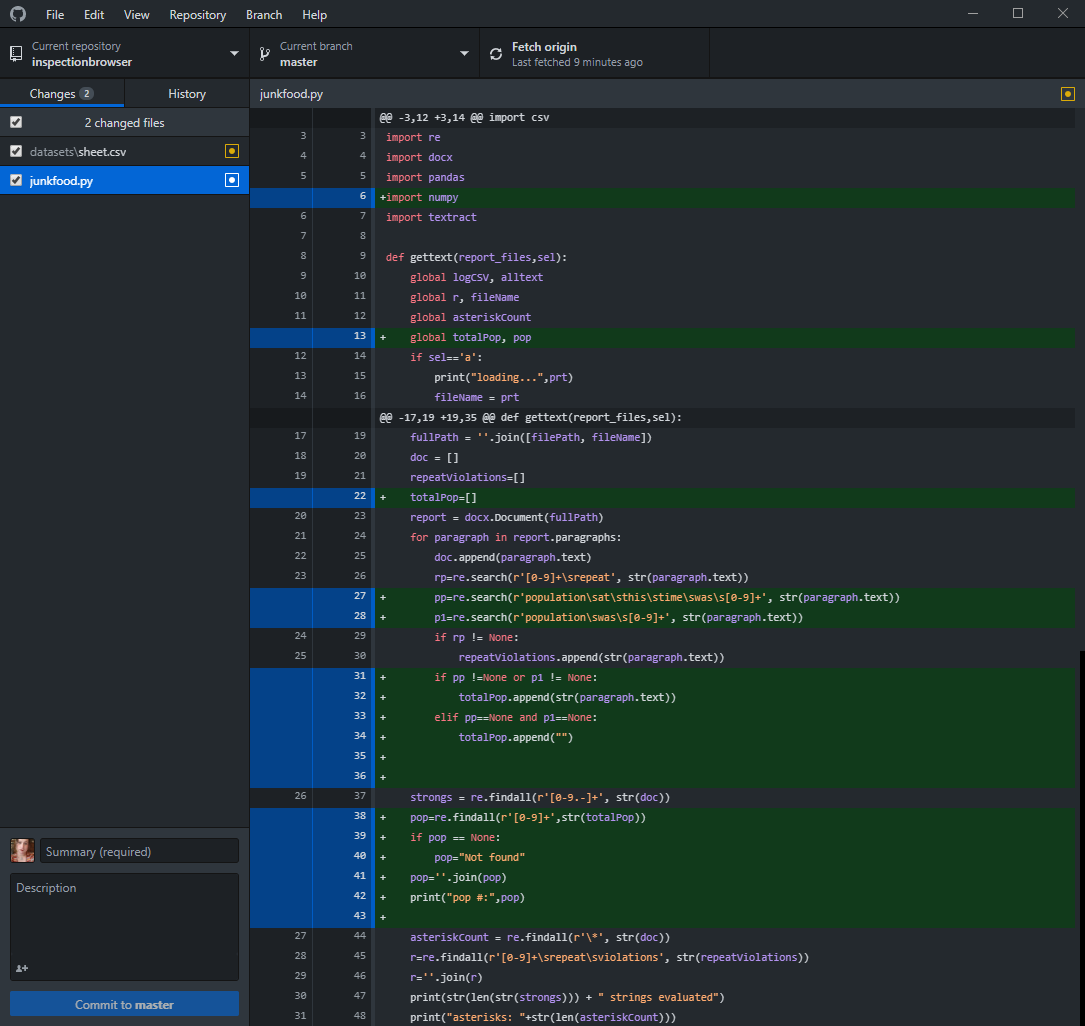 File Edit View Repository Branch Help
Current repository
inspectionbrowser
Current branch
master
Fetch origin
Last fetched 9 minutes ago
Changes 2 History
2 changed files
datasets\sheet.csv
junkfood.py
Summary (required)
Description
Commit to master
junkfood.py
@@ -3,12 +3,14 @@ import csv
3 3 import re
4 4 import docx
5 5 import pandas
6 +import numpy
6 7 import textract
7 8
8 9 def gettext(report_files,sel):
9 10 global logCSV, alltext
10 11 global r, fileName
11 12 global asteriskCount
13 + global totalPop, pop
12 14 if sel=='a':
13 15 print("loading...",prt)
14 16 fileName = prt
@@ -17,19 +19,35 @@ def gettext(report_files,sel):
17 19 fullPath = ''.join([filePath, fileName])
18 20 doc = []
19 21 repeatViolations=[]
22 + totalPop=[]
20 23 report = docx.Document(fullPath)
21 24 for paragraph in report.paragraphs:
22 25 doc.append(paragraph.text)
23 26 rp=re.search(r'[0-9]+\srepeat', str(paragraph.text))
27 + pp=re.search(r'population\sat\sthis\stime\swas\s[0-9]+', str(paragraph.text))
28 + p1=re.search(r'population\swas\s[0-9]+', str(paragraph.text))
24 29 if rp != None:
25 30 repeatViolations.append(str(paragraph.text))
31 + if pp !=None or p1 != None:
32 + totalPop.append(str(paragraph.text))
33 + elif pp==None and p1==None:
34 + totalPop.append("")
35 +
36 +
26 37 strongs = re.findall(r'[0-9.-]+', str(doc))
38 + pop=re.findall(r'[0-9]+',str(totalPop))
39 + if pop == None:
40 + pop="Not found"
41 + pop=''.join(pop)
42 + print("pop #:",pop)
43 +
27 44 asteriskCount = re.findall(r'\*', str(doc))
28 45 r=re.findall(r'[0-9]+\srepeat\sviolations', str(repeatViolations))
29 46 r=''.join(r)
30 47 print(str(len(str(strongs))) + " strings evaluated")
31 48 print("asterisks: "+str(len(asteriskCount)))